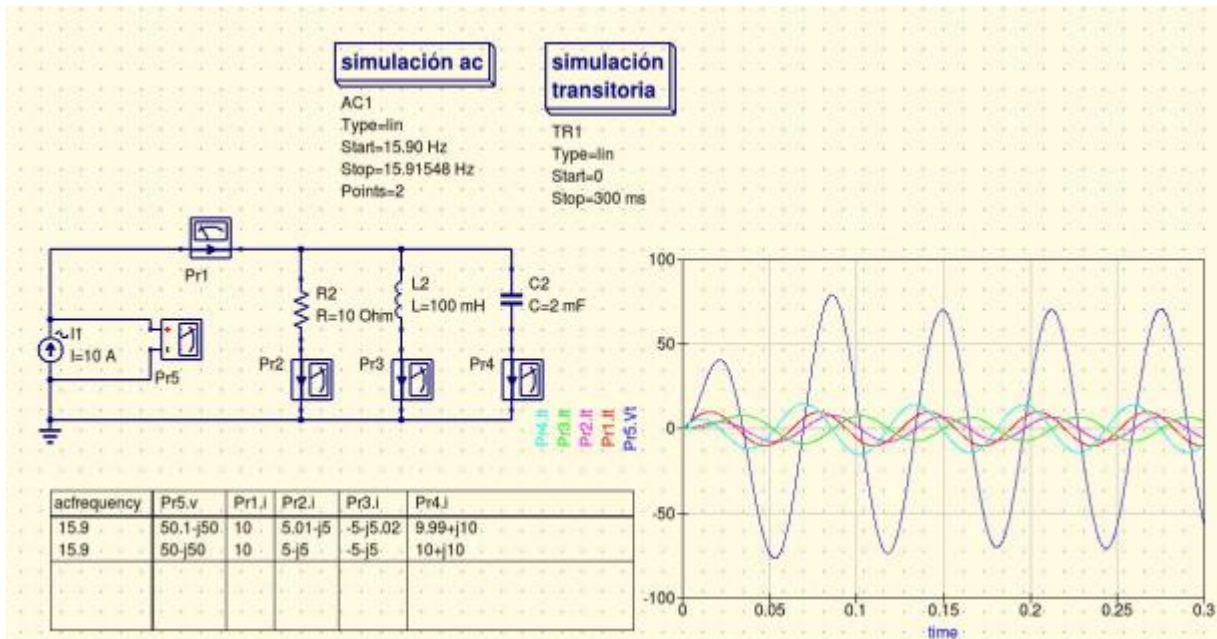 simulación ac
AC1
Type=lin
Start=15.90 Hz
Stop=15.91548 Hz
Points=2
simulación
transitoria
TR1
Type=lin
Start=0
Stop=300 ms
Pr1
R2
R=10 Ohm
L2
L=100 mH
C2
C=2 mF
I1
I=10 A
Pr5
Pr2
Pr3
Pr4
acfrequency Pr5.v Pr1.i Pr2.i Pr3.i Pr4.i
15.9 50.1-j50 10 5.01-j5 -5-j5.02 9.99+j10
15.9 50-j50 10 5-j5 -5-j5 10+j10
Pr4.It
Pr3.It
Pr2.It
Pr1.It
Pr5.Vt
100
50
0
-50
-100
0 0.05 0.1 0.15 0.2 0.25 0.3
time